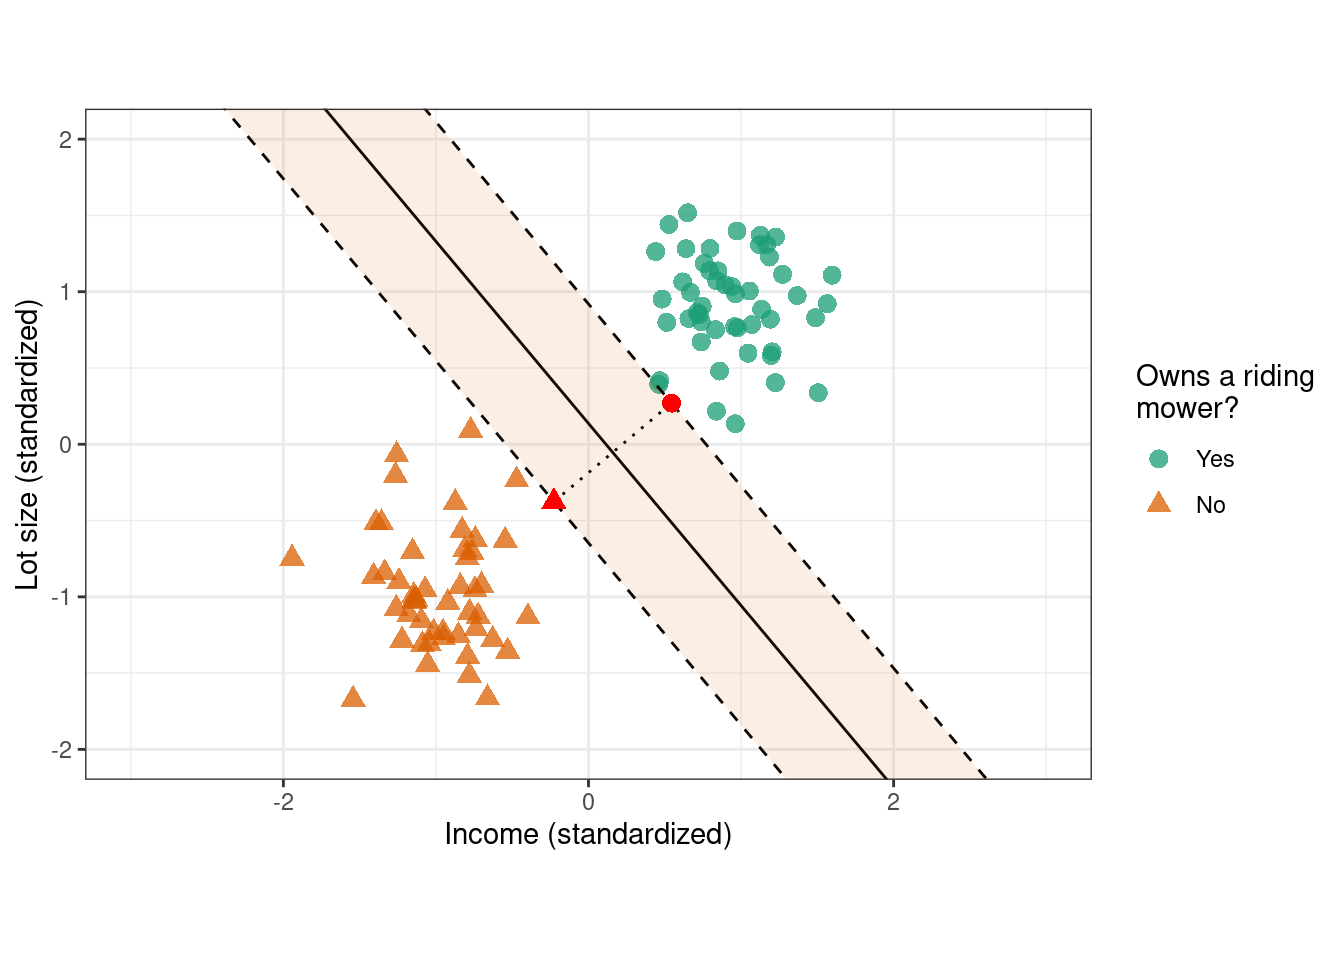 2
1
0
-1
-2
Lot size (standardized)
-2
0
2
Income (standardized)
Owns a riding
mower?
Yes
No